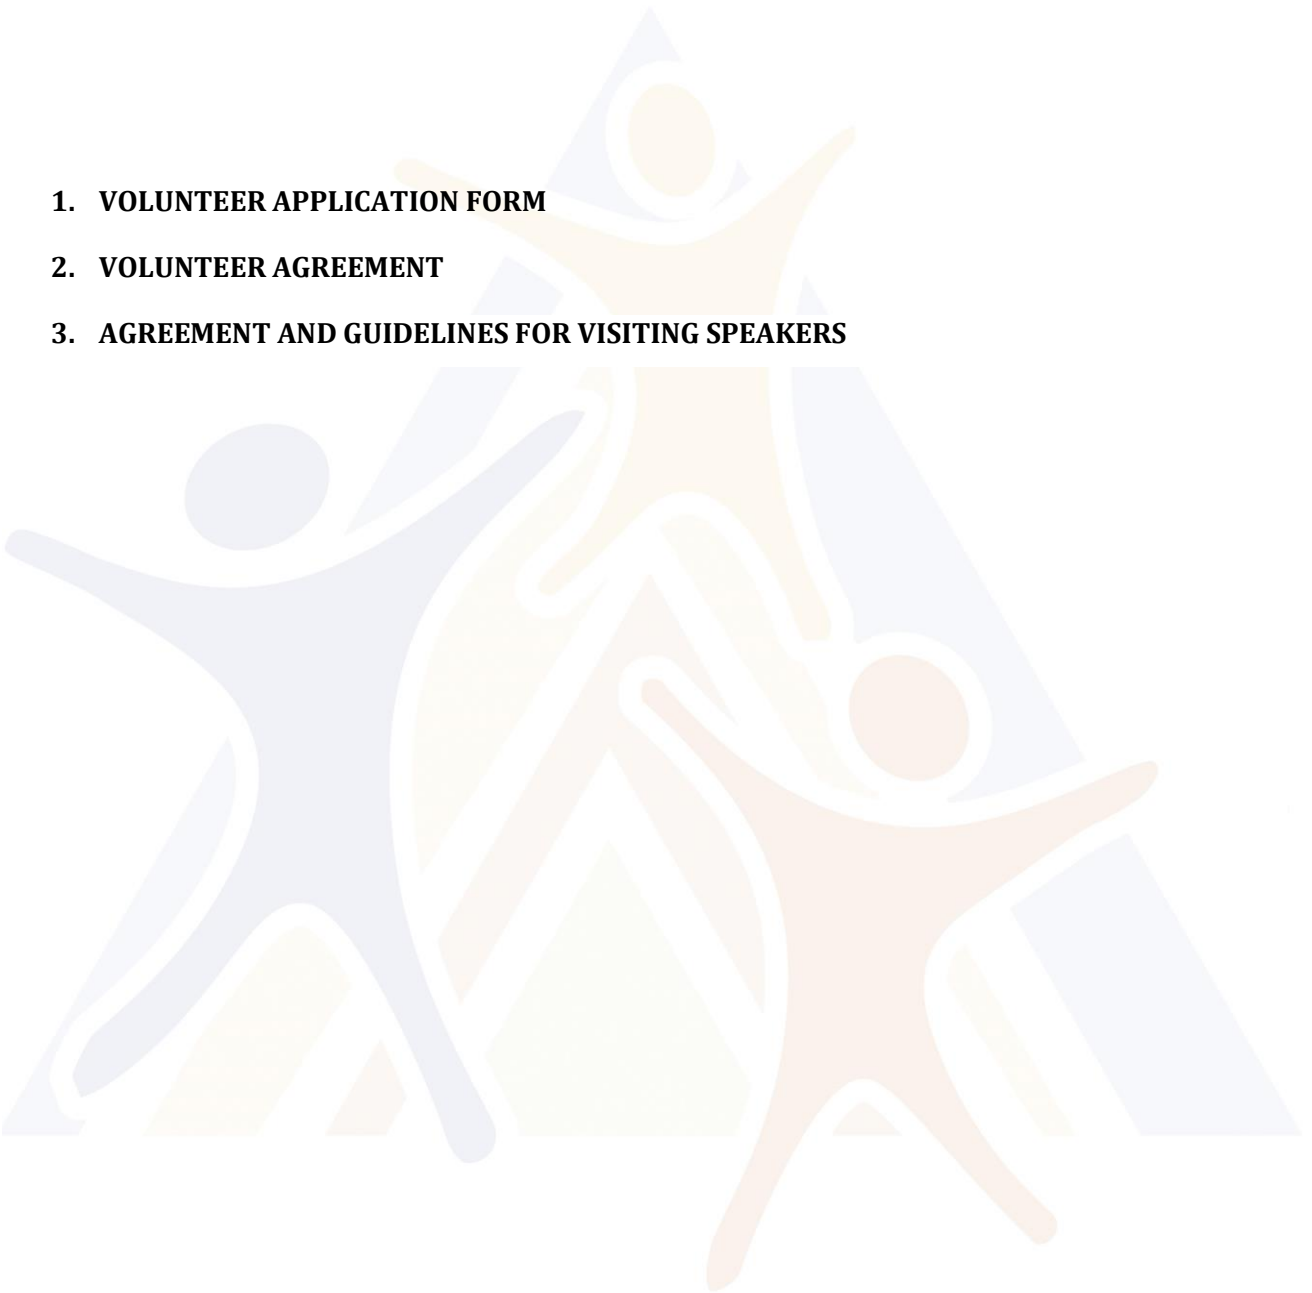 1. VOLUNTEER APPLICATION FORM
2. VOLUNTEER AGREEMENT
3. AGREEMENT AND GUIDELINES FOR VISITING SPEAKERS